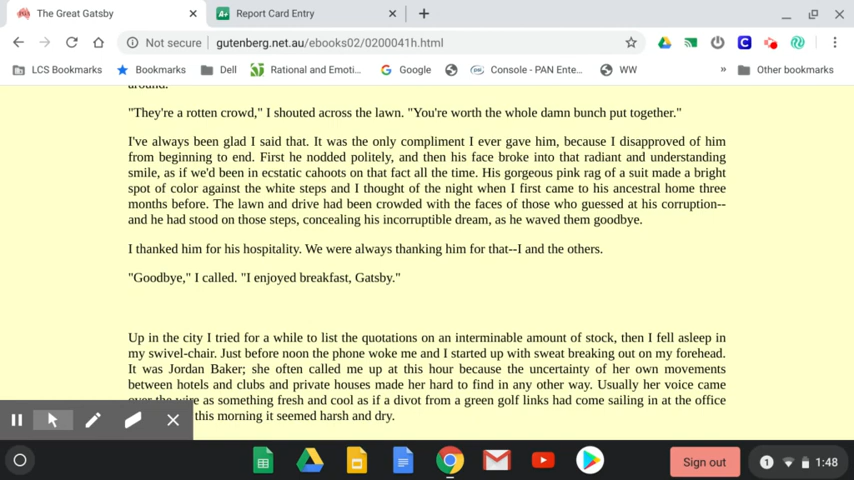 The Great Gatsby
Report Card Entry
Not secure gutenberg.net.au/ebooks02/0200041h.html
LCS Bookmarks Bookmarks Dell Rational and Emoti... Google Console - PAN Ente... WW » Other bookmarks
around.
"They're a rotten crowd," I shouted across the lawn. "You're worth the whole damn bunch put together."
I've always been glad I said that. It was the only compliment I ever gave him, because I disapproved of him
from beginning to end. First he nodded politely, and then his face broke into that radiant and understanding
smile, as if we'd been in ecstatic cahoots on that fact all the time. His gorgeous pink rag of a suit made a bright
spot of color against the white steps and I thought of the night when I first came to his ancestral home three
months before. The lawn and drive had been crowded with the faces of those who guessed at his corruption--
and he had stood on those steps, concealing his incorruptible dream, as he waved them goodbye.
I thanked him for his hospitality. We were always thanking him for that--I and the others.
"Goodbye," I called. "I enjoyed breakfast, Gatsby."
Up in the city I tried for a while to list the quotations on an interminable amount of stock, then I fell asleep in
my swivel-chair. Just before noon the phone woke me and I started up with sweat breaking out on my forehead.
It was Jordan Baker; she often called me up at this hour because the uncertainty of her own movements
between hotels and clubs and private houses made her hard to find in any other way. Usually her voice came
over the wire as something fresh and cool as if a divot from a green golf links had come sailing in at the office
this morning it seemed harsh and dry.
Sign out
1 1:48